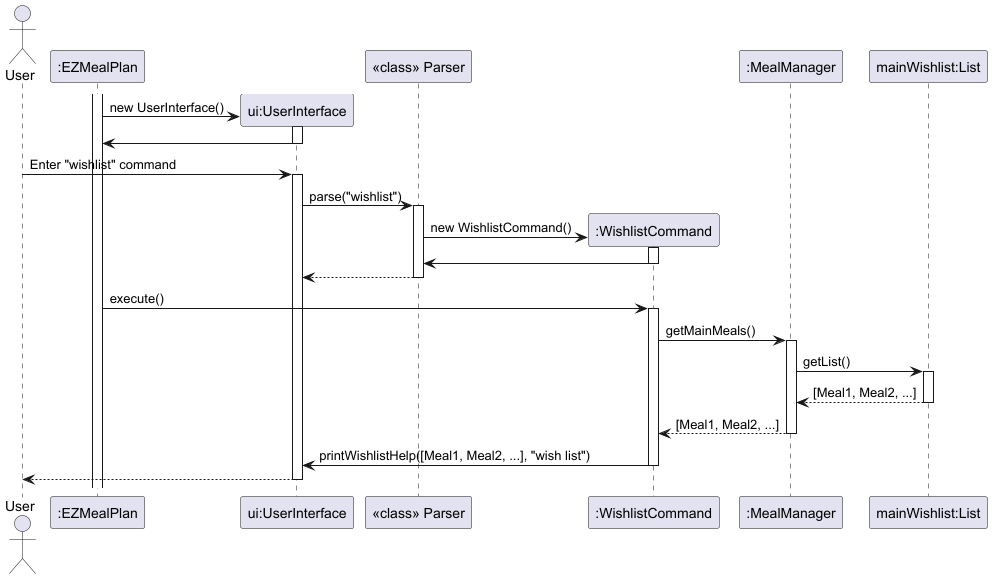 User
:EZMealPlan
«class» Parser
:MealManager
mainWishlist:List
new UserInterface()
ui:UserInterface
Enter "wishlist" command
parse("wishlist")
new WishlistCommand()
:WishlistCommand
execute()
getMainMeals()
getList()
[Meal1, Meal2, ...]
[Meal1, Meal2, ...]
printWishlistHelp([Meal1, Meal2, ...], "wish list")
User
:EZMealPlan
ui:UserInterface
«class» Parser
:WishlistCommand
:MealManager
mainWishlist:List